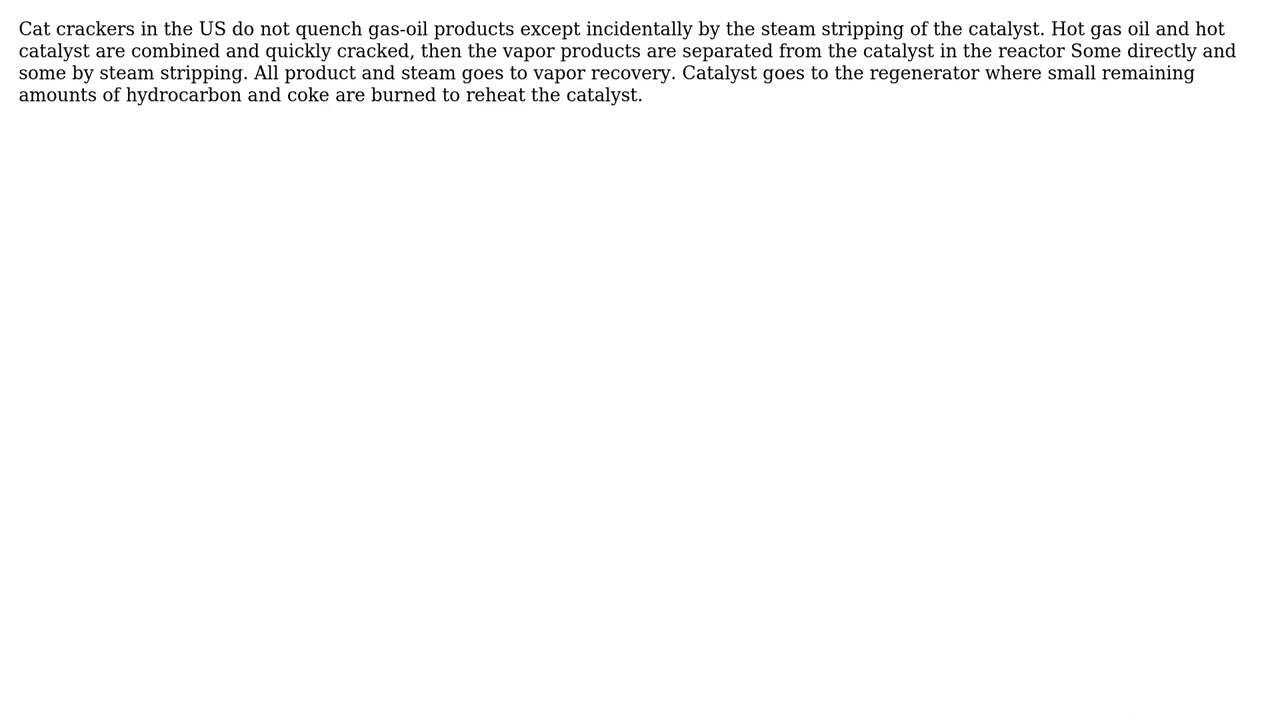 Cat crackers in the US do not quench gas-oil products except incidentally by the steam stripping of the catalyst. Hot gas oil and hot
catalyst are combined and quickly cracked, then the vapor products are separated from the catalyst in the reactor Some directly and
some by steam stripping. All product and steam goes to vapor recovery. Catalyst goes to the regenerator where small remaining
amounts of hydrocarbon and coke are burned to reheat the catalyst.